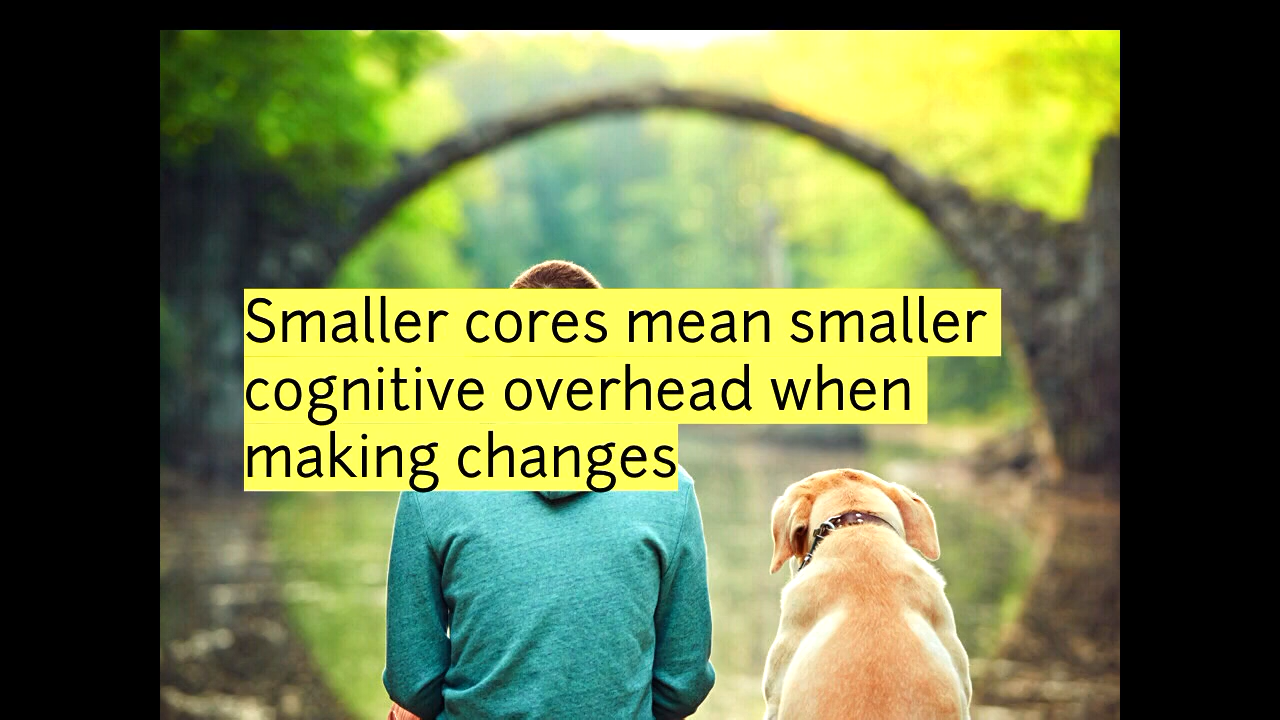 Smaller cores mean smaller
cognitive overhead when
making changes